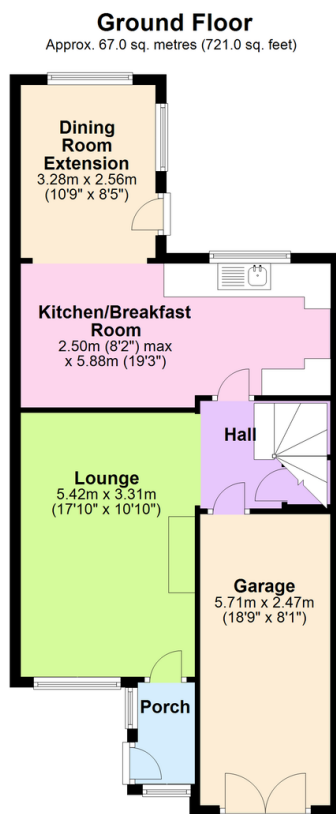 Ground Floor
Approx. 67.0 sq. metres (721.0 sq. feet)
Dining
Room
Extension
3.28m x 2.56m
(10'9" x 8'5")
Kitchen/Breakfast
Room
2.50m (8'2") max
x 5.88m (19'3")
Hall
Lounge
5.42m x 3.31m
(17'10" x 10'10")
Garage
5.71m x 2.47m
(18'9" x 8'1")
Porch